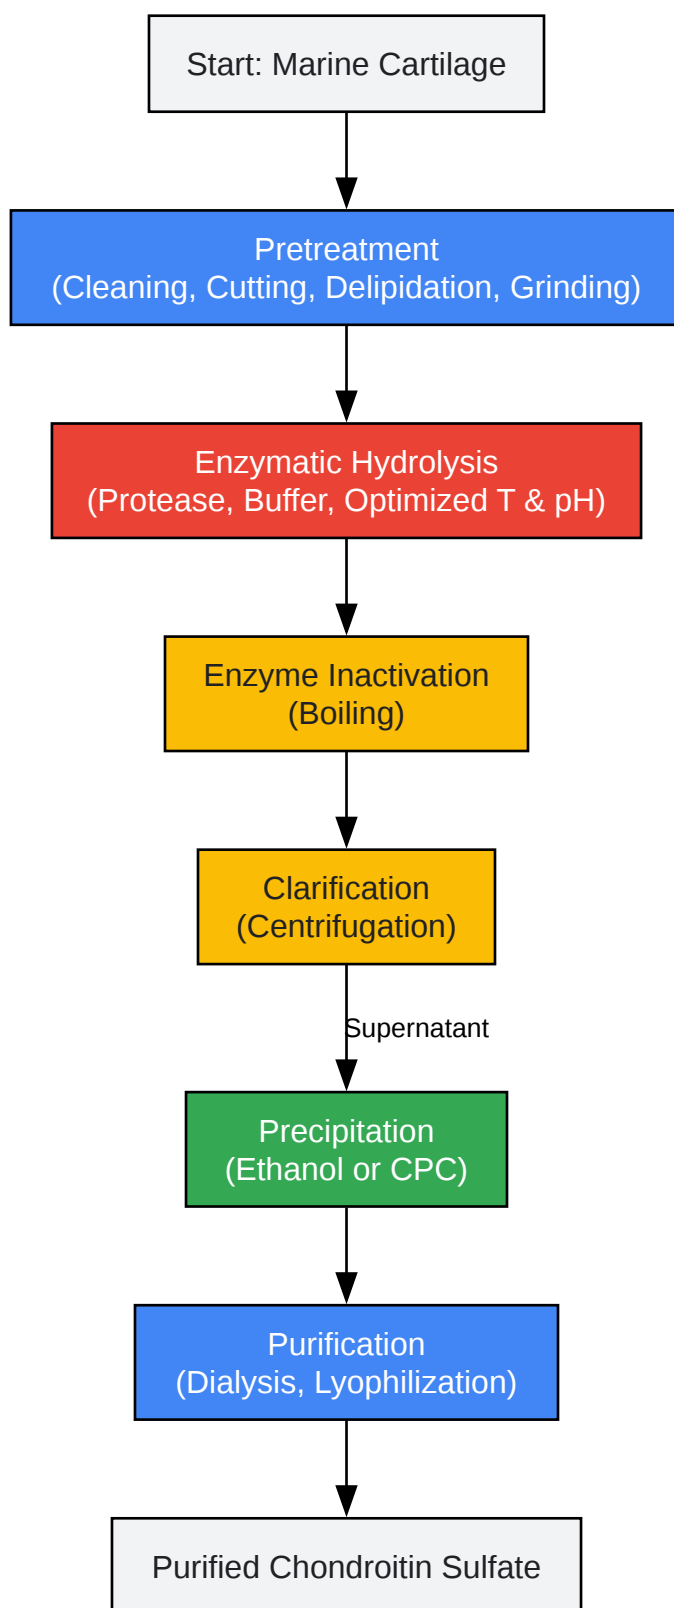 Start: Marine Cartilage
Pretreatment
(Cleaning, Cutting, Delipidation, Grinding)
Enzymatic Hydrolysis
(Protease, Buffer, Optimized T & pH)
Enzyme Inactivation
(Boiling)
Clarification
(Centrifugation)
Supernatant
Precipitation
(Ethanol or CPC)
Purification
(Dialysis, Lyophilization)
Purified Chondroitin Sulfate